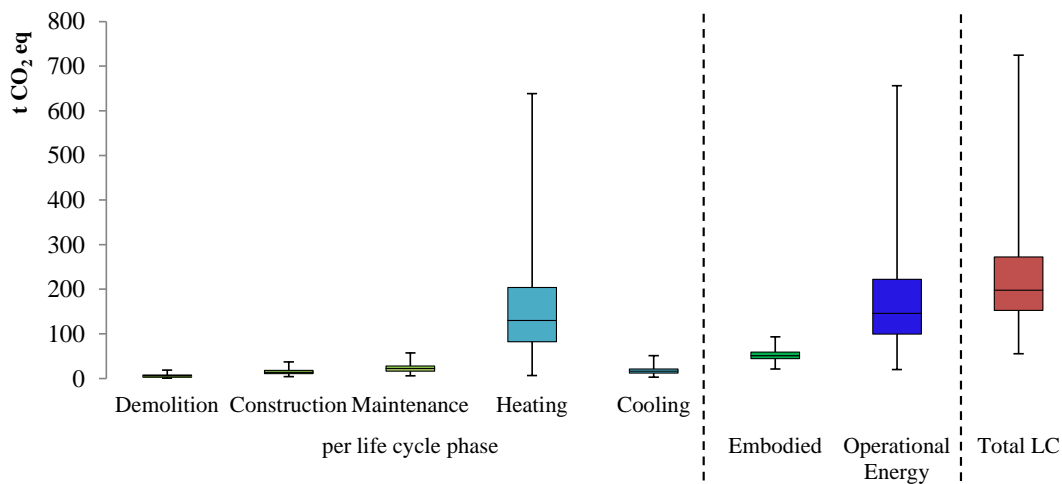 t CO2 eq
800
700
600
500
400
300
200
100
0
Demolition Construction Maintenance Heating Cooling
per life cycle phase
Embodied Operational Energy Total LC